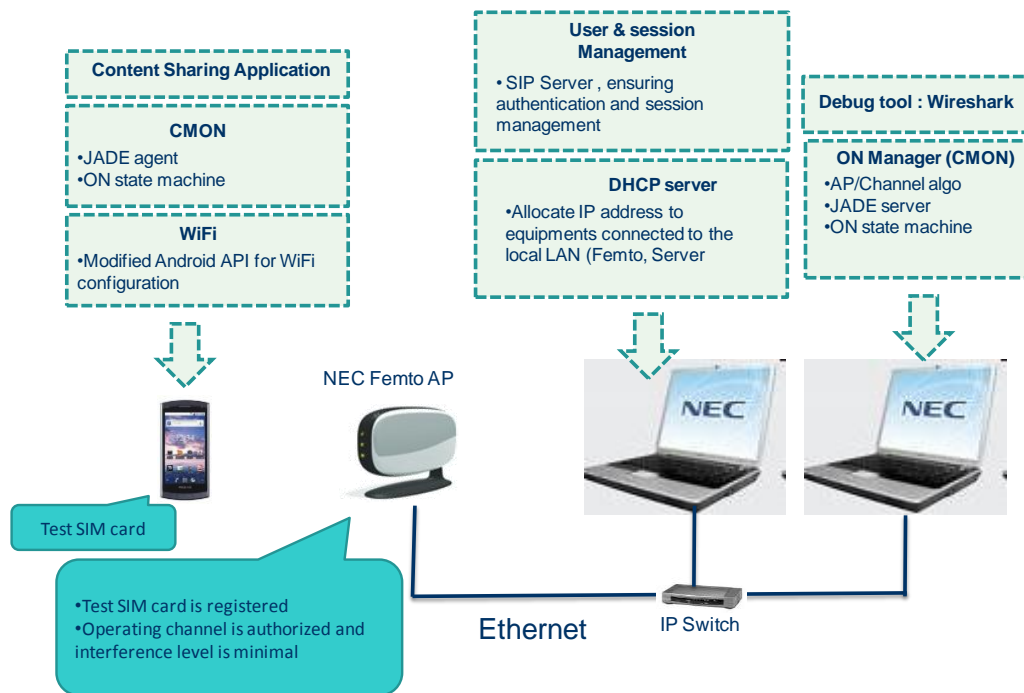 Content Sharing Application
CMON
•JADE agent
•ON state machine
WiFi
•Modified Android API for WiFi
configuration
User & session
Management
• SIP Server , ensuring
authentication and session
management
DHCP server
•Allocate IP address to
equipments connected to the
local LAN (Femto, Server
Debug tool : Wireshark
ON Manager (CMON)
•AP/Channel algo
•JADE server
•ON state machine
NEC Femto AP
NEC
NEC
Test SIM card
•Test SIM card is registered
•Operating channel is authorized and
interference level is minimal
Ethernet
IP Switch